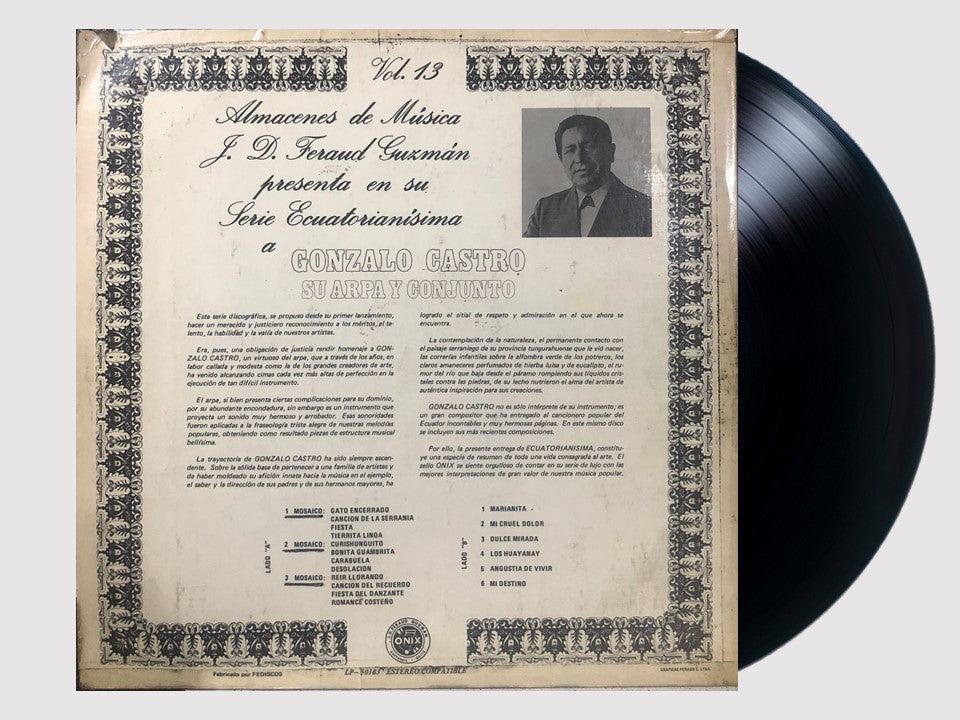 Vol. 13
Almacenes de Música
J. D. Feraud Guzmán
presenta en su
Serie Ecuatorianísima
a GONZALO CASTRO
SU ARPA Y CONJUNTO
Esta serie discográfica, se propuso desde su primer lanzamiento,
hacer un merecido y justiciero reconocimiento a los méritos, el ta-
lento, la habilidad y la valía de nuestros artistas.
Era, pues, una obligación de justicia rendir homenaje a GON-
ZALO CASTRO, un virtuoso del arpa, que a través de los años, en
labor callada y modesta como la de los grandes creadores de arte,
ha venido alcanzando cimas cada vez más altas de perfección en la
ejecución de tan difícil instrumento.
El arpa, si bien presenta ciertas complicaciones para su dominio,
por su abundante encondadura, sin embargo es un instrumento que
proyecta un sonido muy hermoso y arrobador. Esas sonoridades
fueron aplicadas a la fraseología triste alegre de nuestras melodías
populares, obteniendo como resultado piezas de estructura musical
bellísima.
La trayectoria de GONZALO CASTRO ha sido siempre ascen-
dente. Sobre la sólida base de pertenecer a una familia de artistas y
de haber moldeado su afición innata hacia la música en el ejemplo,
el saber y la dirección de sus padres y de sus hermanos mayores, ha
logrado el sitial de respeto y admiración en el que ahora se
encuentra.
La contemplación de la naturaleza, el permanente contacto con
el paisaje serraniego de su provincia tungurahuense que le vió nacer,
las correrías infantiles sobre la alfombra verde de los potreros, los
claros amaneceres perfumados de hierba luisa y de eucalipto, el ru-
mor del río que baja desde el páramo rompiendo sus líquidos cris-
tales contra las piedras, de su lecho nutrieron el alma del artista de
auténtica inspiración para sus creaciones.
GONZALO CASTRO no es sólo intérprete de su instrumento; es
un gran compositor que ha entregado al cancionero popular del
Ecuador incontables y muy hermosas páginas. En este mismo disco
se incluyen sus más recientes composiciones.
Por ello, la presente entrega de ECUATORIANISIMA, constitu-
ye una especie de resumen de toda una vida consagrada al arte. El
sello ONIX se siente orgulloso de contar en su serie de lujo con las
mejores interpretaciones de gran valor de nuestra música popular.
LADO "A"
1 MOSAICO: GATO ENCERRADO
CANCION DE LA SERRANIA
FIESTA
TIERRITA LINDA
2 MOSAICO: CURISHUNGUITO
BONITA GUAMBRITA
CARABUELA
DESOLACION
3 MOSAICO: REIR LLORANDO
CANCION DEL RECUERDO
FIESTA DEL DANZANTE
ROMANCE COSTEÑO
LADO "B"
1 MARIANITA
2 MI CRUEL DOLOR
3 DULCE MIRADA
4 LOS HUAYANAY
5 ANGUSTIA DE VIVIR
6 MI DESTINO
J. D. FERAUD GUZMAN
ONIX
Fabricado por FEDISCOS
LP-50185 ESTEREO COMPATIBLE